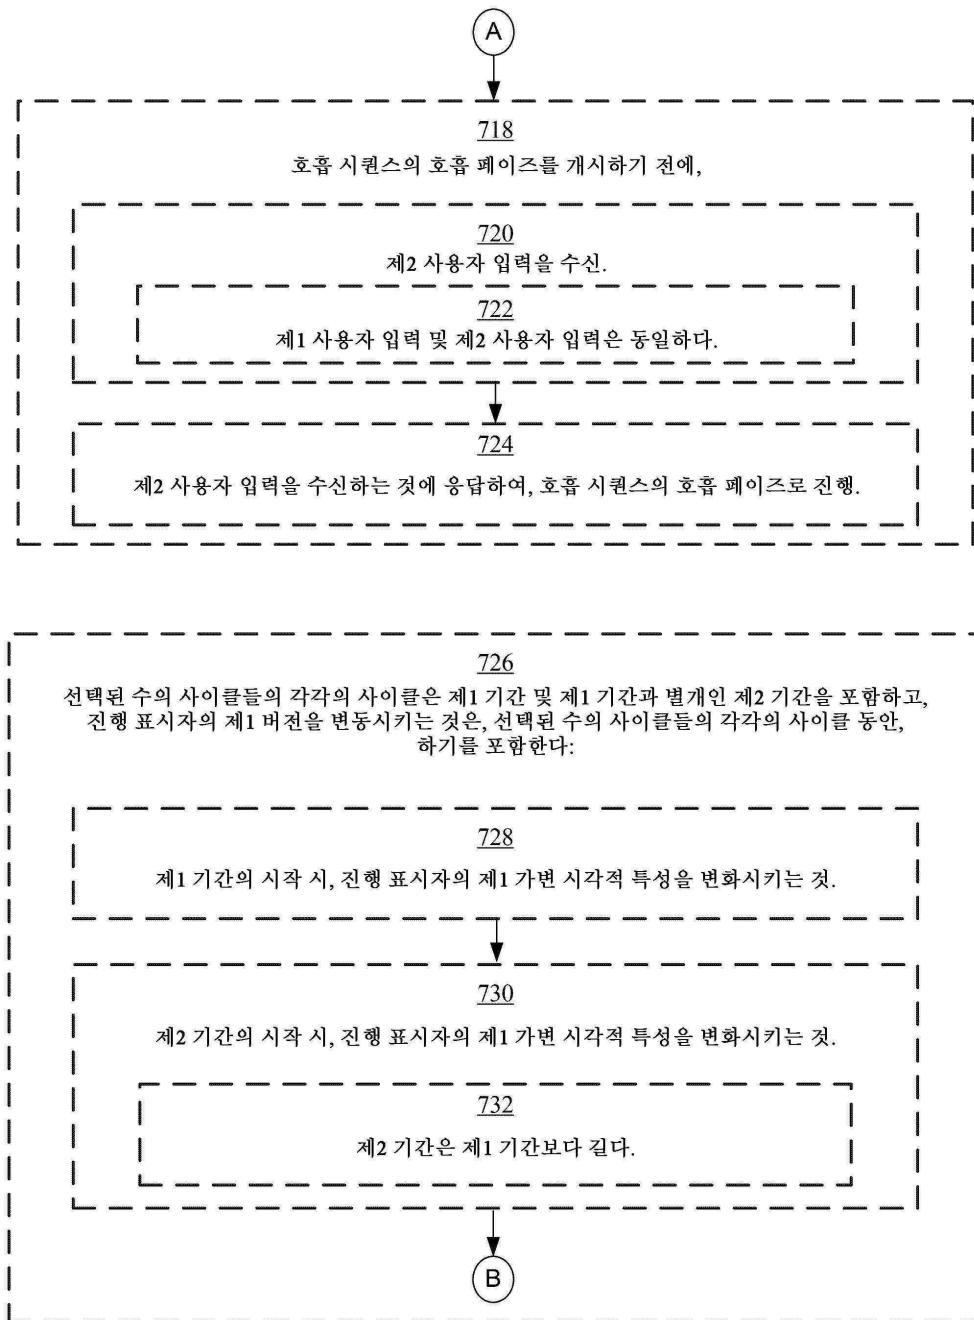 A
718
호흡 시퀀스의 호흡 페이즈를 개시하기 전에,
720
제2 사용자 입력을 수신.
722
제1 사용자 입력 및 제2 사용자 입력은 동일하다.
724
제2 사용자 입력을 수신하는 것에 응답하여, 호흡 시퀀스의 호흡 페이즈로 진행.
726
선택된 수의 사이클들의 각각의 사이클은 제1 기간 및 제1 기간과 별개인 제2 기간을 포함하고,
진행 표시자의 제1 버전을 변동시키는 것은, 선택된 수의 사이클들의 각각의 사이클 동안,
하기를 포함한다:
728
제1 기간의 시작 시, 진행 표시자의 제1 가변 시각적 특성을 변화시키는 것.
730
제2 기간의 시작 시, 진행 표시자의 제1 가변 시각적 특성을 변화시키는 것.
732
제2 기간은 제1 기간보다 길다.
B